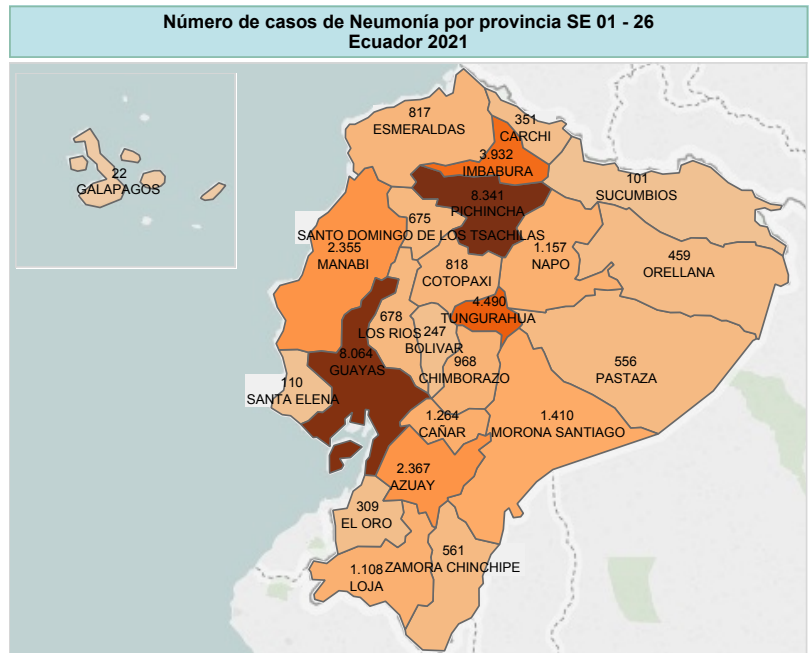 Número de casos de Neumonía por provincia SE 01 - 26
Ecuador 2021
817
ESMERALDAS
351
CARCHI
3.932
IMBABURA
101
SUCUMBIOS
22
GALAPAGOS
8.341
PICHINCHA
675
SANTO DOMINGO DE LOS TSACHILAS
2.355
MANABI
1.157
NAPO
459
ORELLANA
818
COTOPAXI
4.490
TUNGURAHUA
678
LOS RIOS
247
BOLIVAR
8.064
GUAYAS
968
CHIMBORAZO
556
PASTAZA
110
SANTA ELENA
1.264
CAÑAR
1.410
MORONA SANTIAGO
2.367
AZUAY
309
EL ORO
561
ZAMORA CHINCHIPE
1.108
LOJA